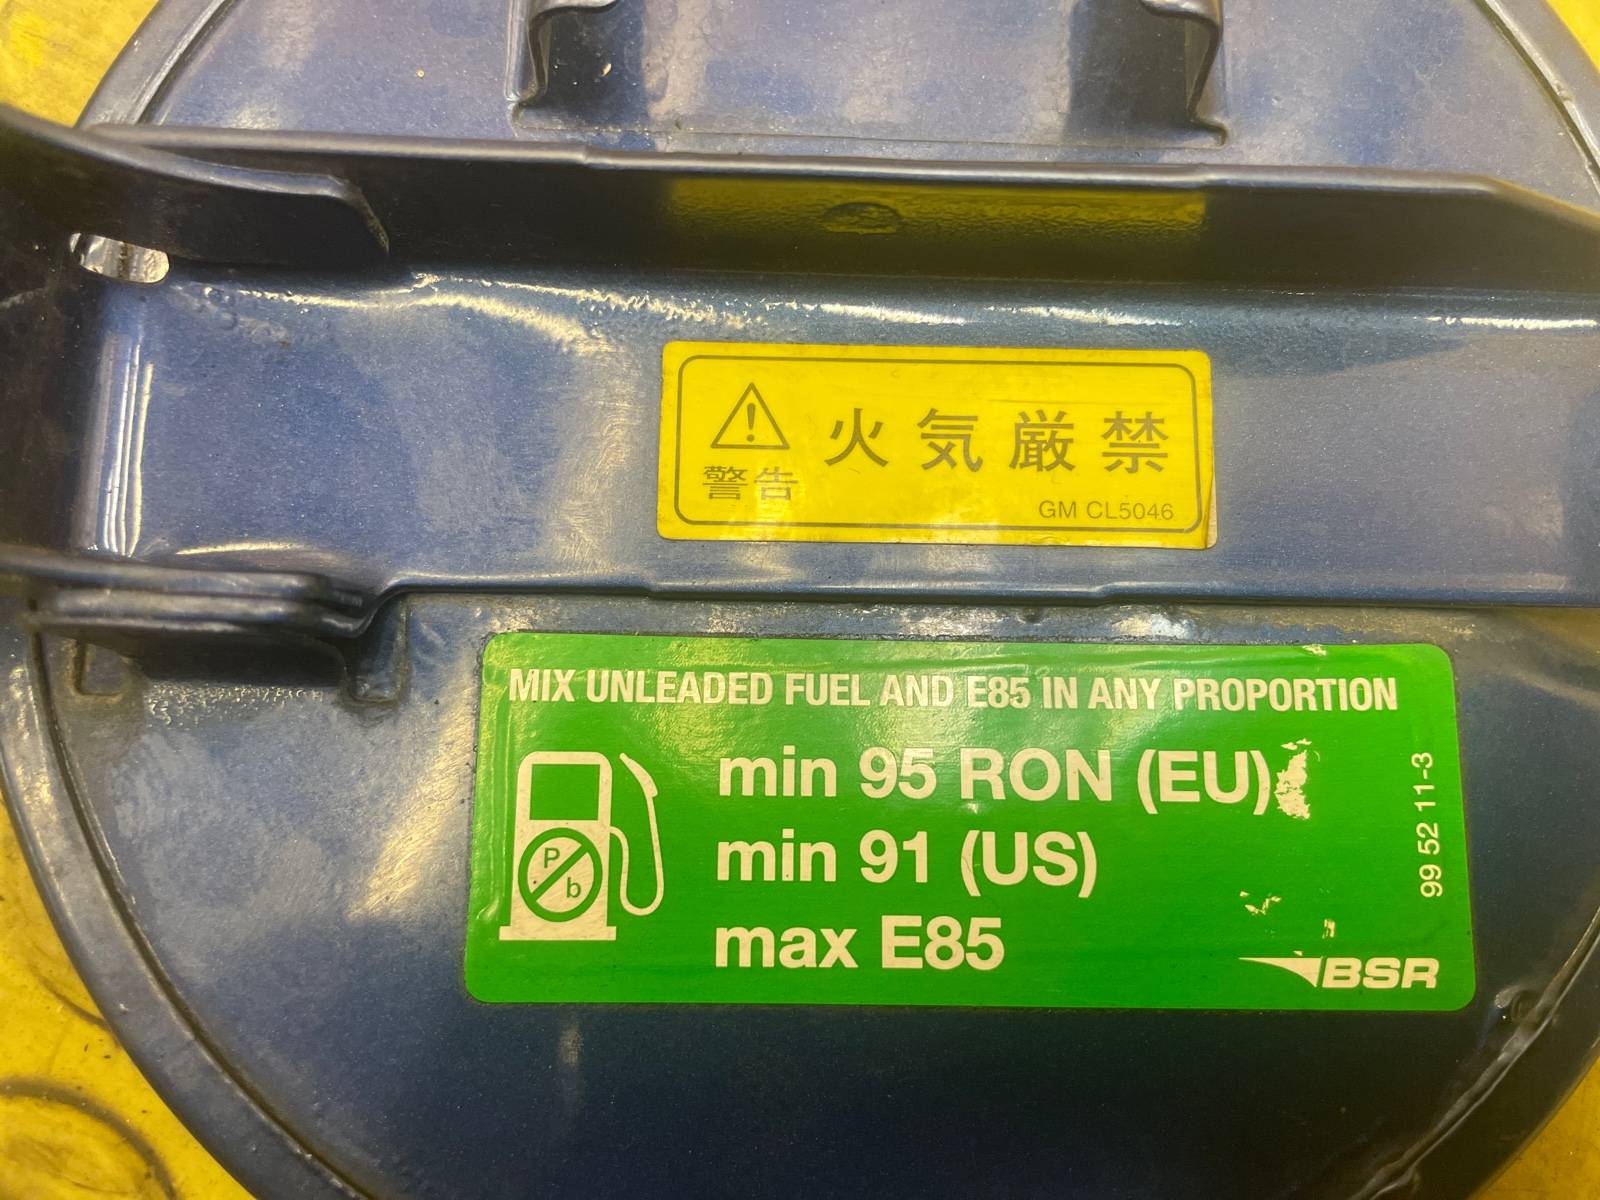 警告
火気厳禁
GM CL5046
MIX UNLEADED FUEL AND E85 IN ANY PROPORTION
min 95 RON (EU)
min 91 (US)
max E85
Pb
99 52 11-3
BSR